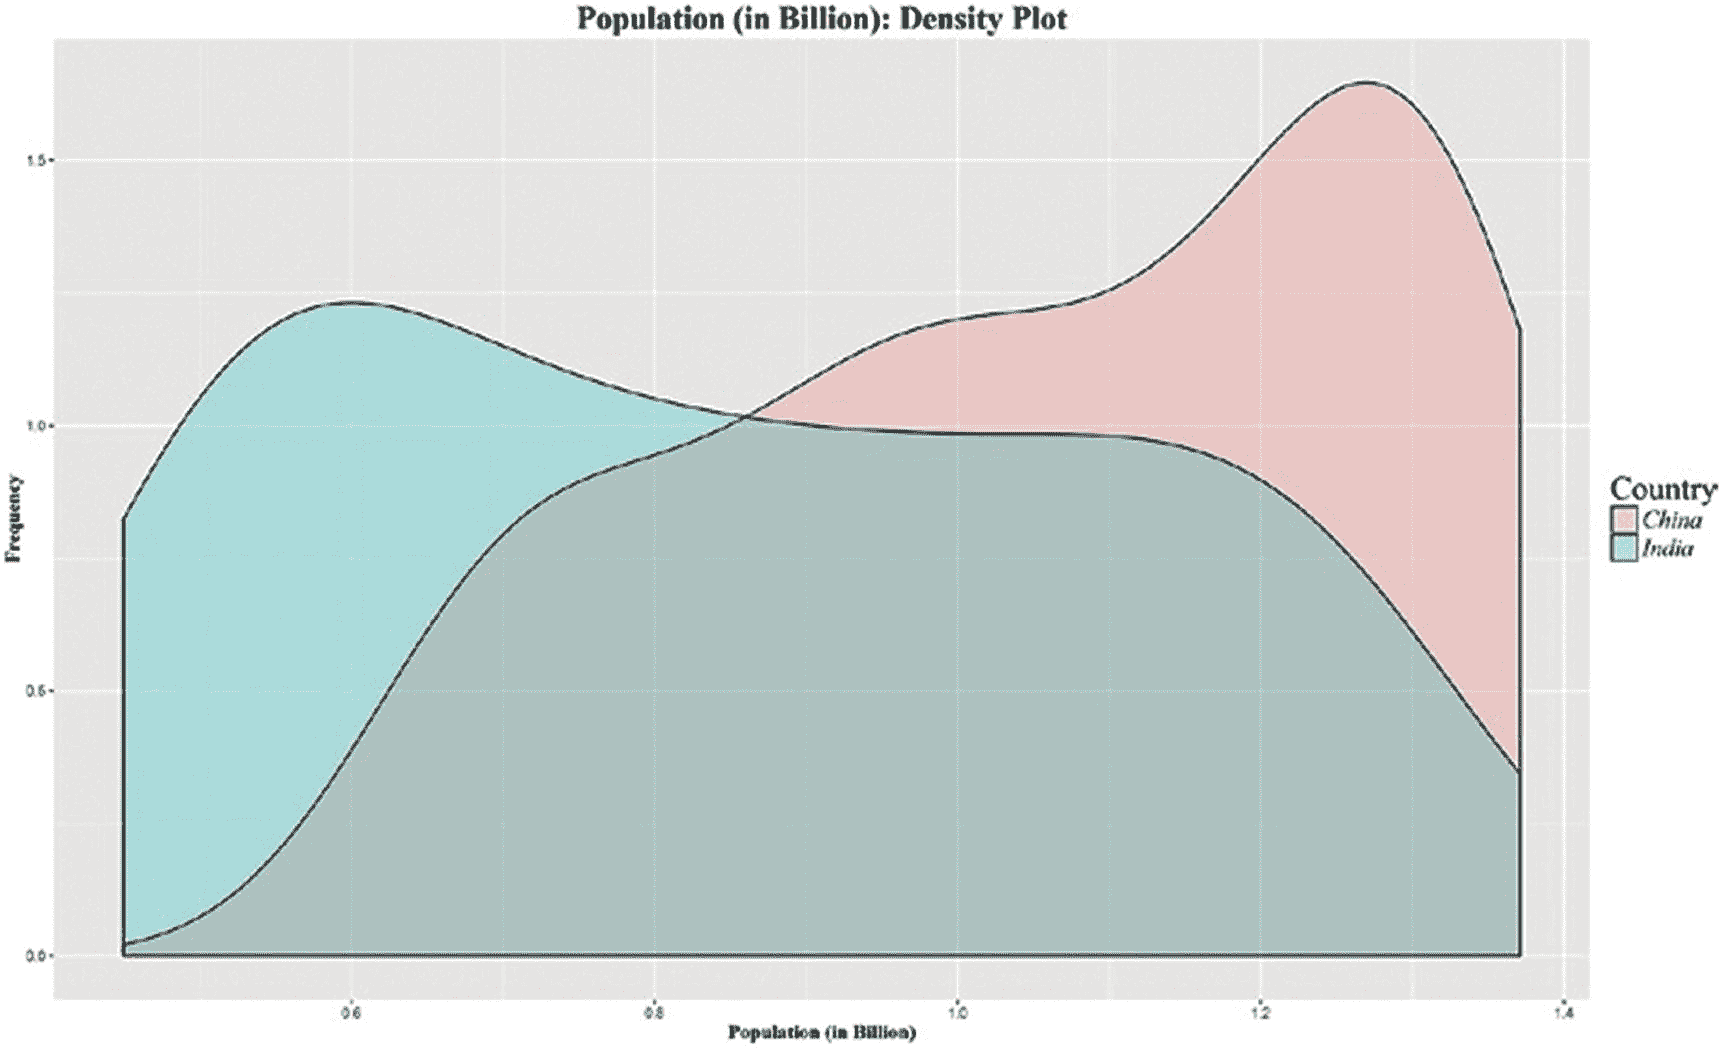 Population (in Billion): Density Plot
1.5
1.0
0.5
0.0
Frequency
0.6 0.8 1.0 1.2 1.4
Population (in Billion)
Country
China
India